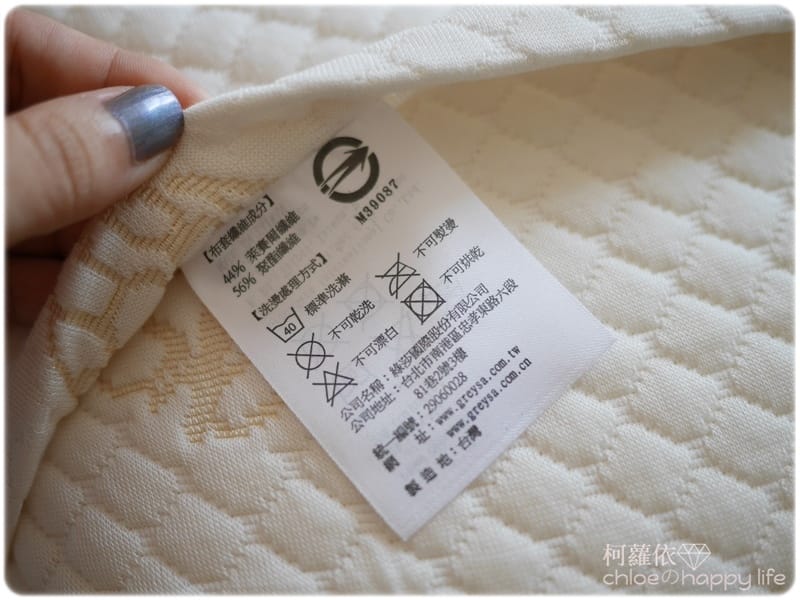 M39087
【布套纖維成分】
44% 萊賽爾纖維
56% 聚酯纖維
【洗燙處理方式】
40 標準洗滌 不可熨燙
不可乾洗 不可烘乾
不可漂白
公司名稱：綠莎國際股份有限公司
公司地址：台北市南港區忠孝東路六段
81巷2號3樓
統一編號：29060028
網 址：www.greysa.com.tw
www.greysa.com.cn
製 造 地：台灣
柯蘿依
chloeのhappy life